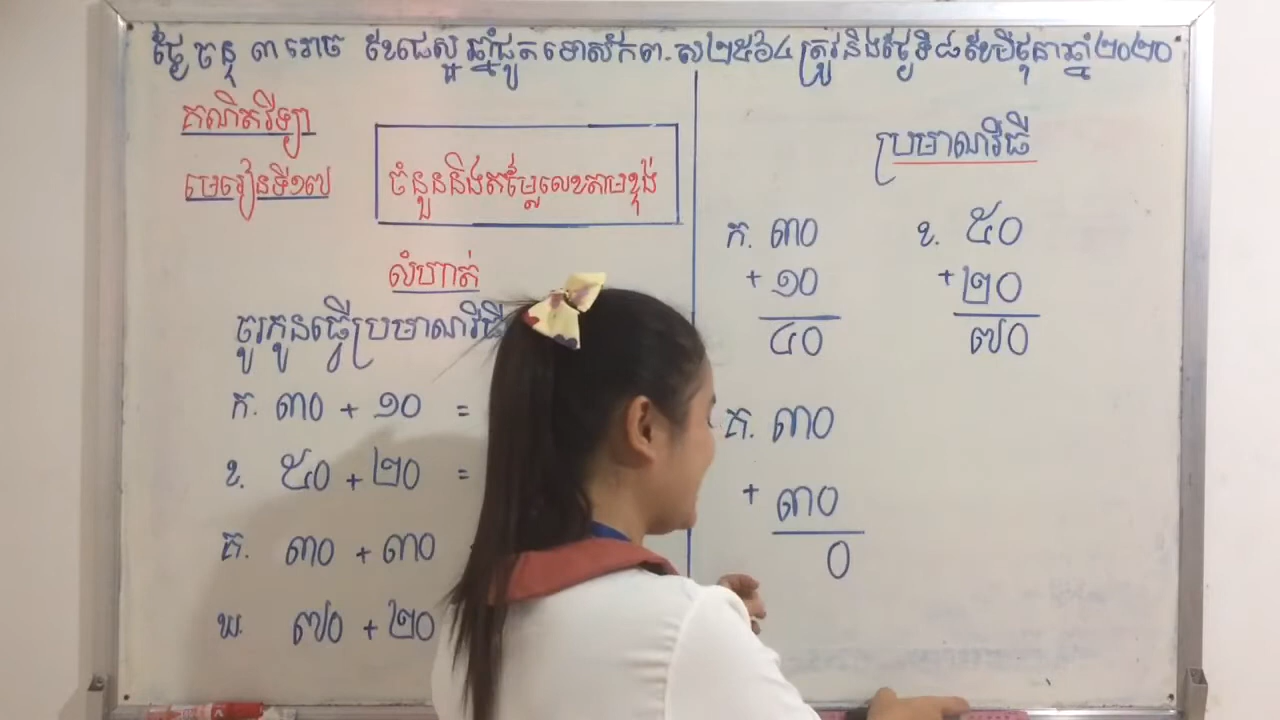 ថ្ងៃចន្ទ ៣រោច ខែជេស្ឋ ឆ្នាំជូត ទោស័ក ព.ស ២៥៦៤ ត្រូវនឹងថ្ងៃទី៨ ខែមិថុនា ឆ្នាំ២០២០
គណិតវិទ្យា
មេរៀនទី១៧
ចំនួននិងតម្លៃលេខតាមខ្ទង់
លំហាត់
ចូរកូនធ្វើប្រមាណវិធី
ក. ៣០ + ១០ =
ខ. ៥០ + ២០ =
គ. ៣០ + ៣០
ឃ. ៧០ + ២០
ប្រមាណវិធី
ក. ៣០
+ ១០
៤០
ខ. ៥០
+ ២០
៧០
គ. ៣០
+ ៣០
០